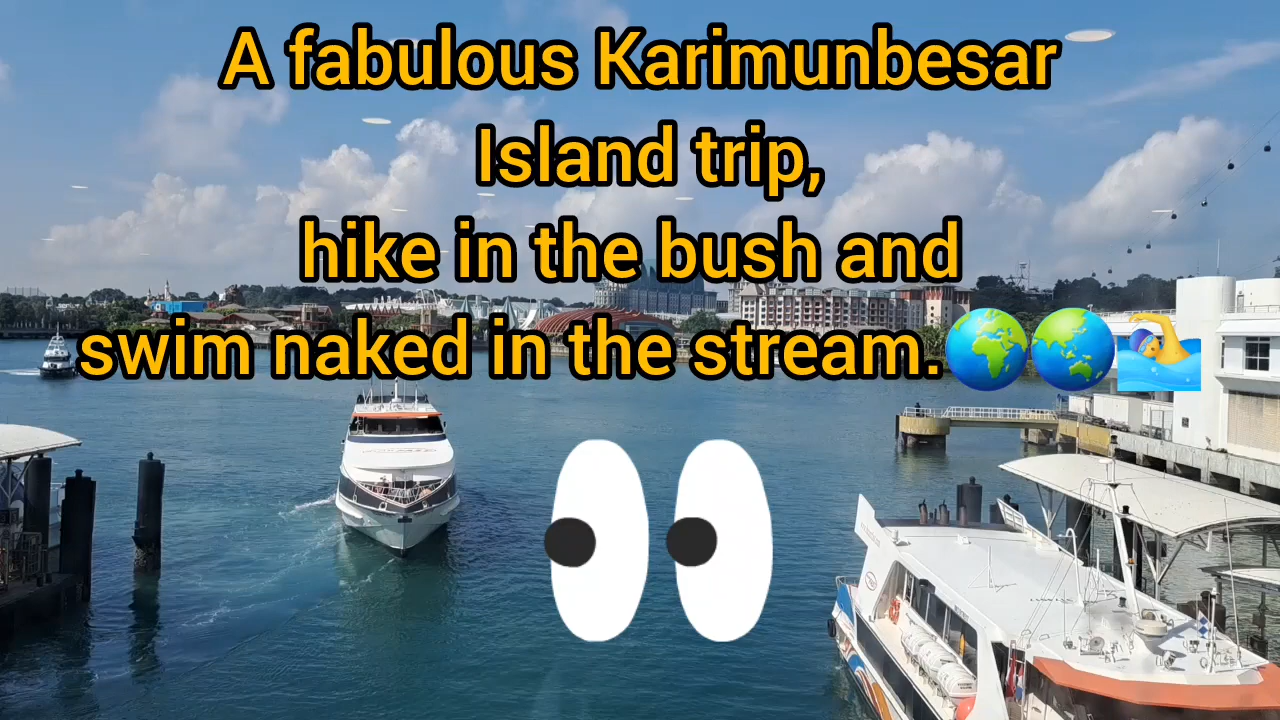 A fabulous Karimunbesar
Island trip,
hike in the bush and
swim naked in the stream.🌍🌏🏊